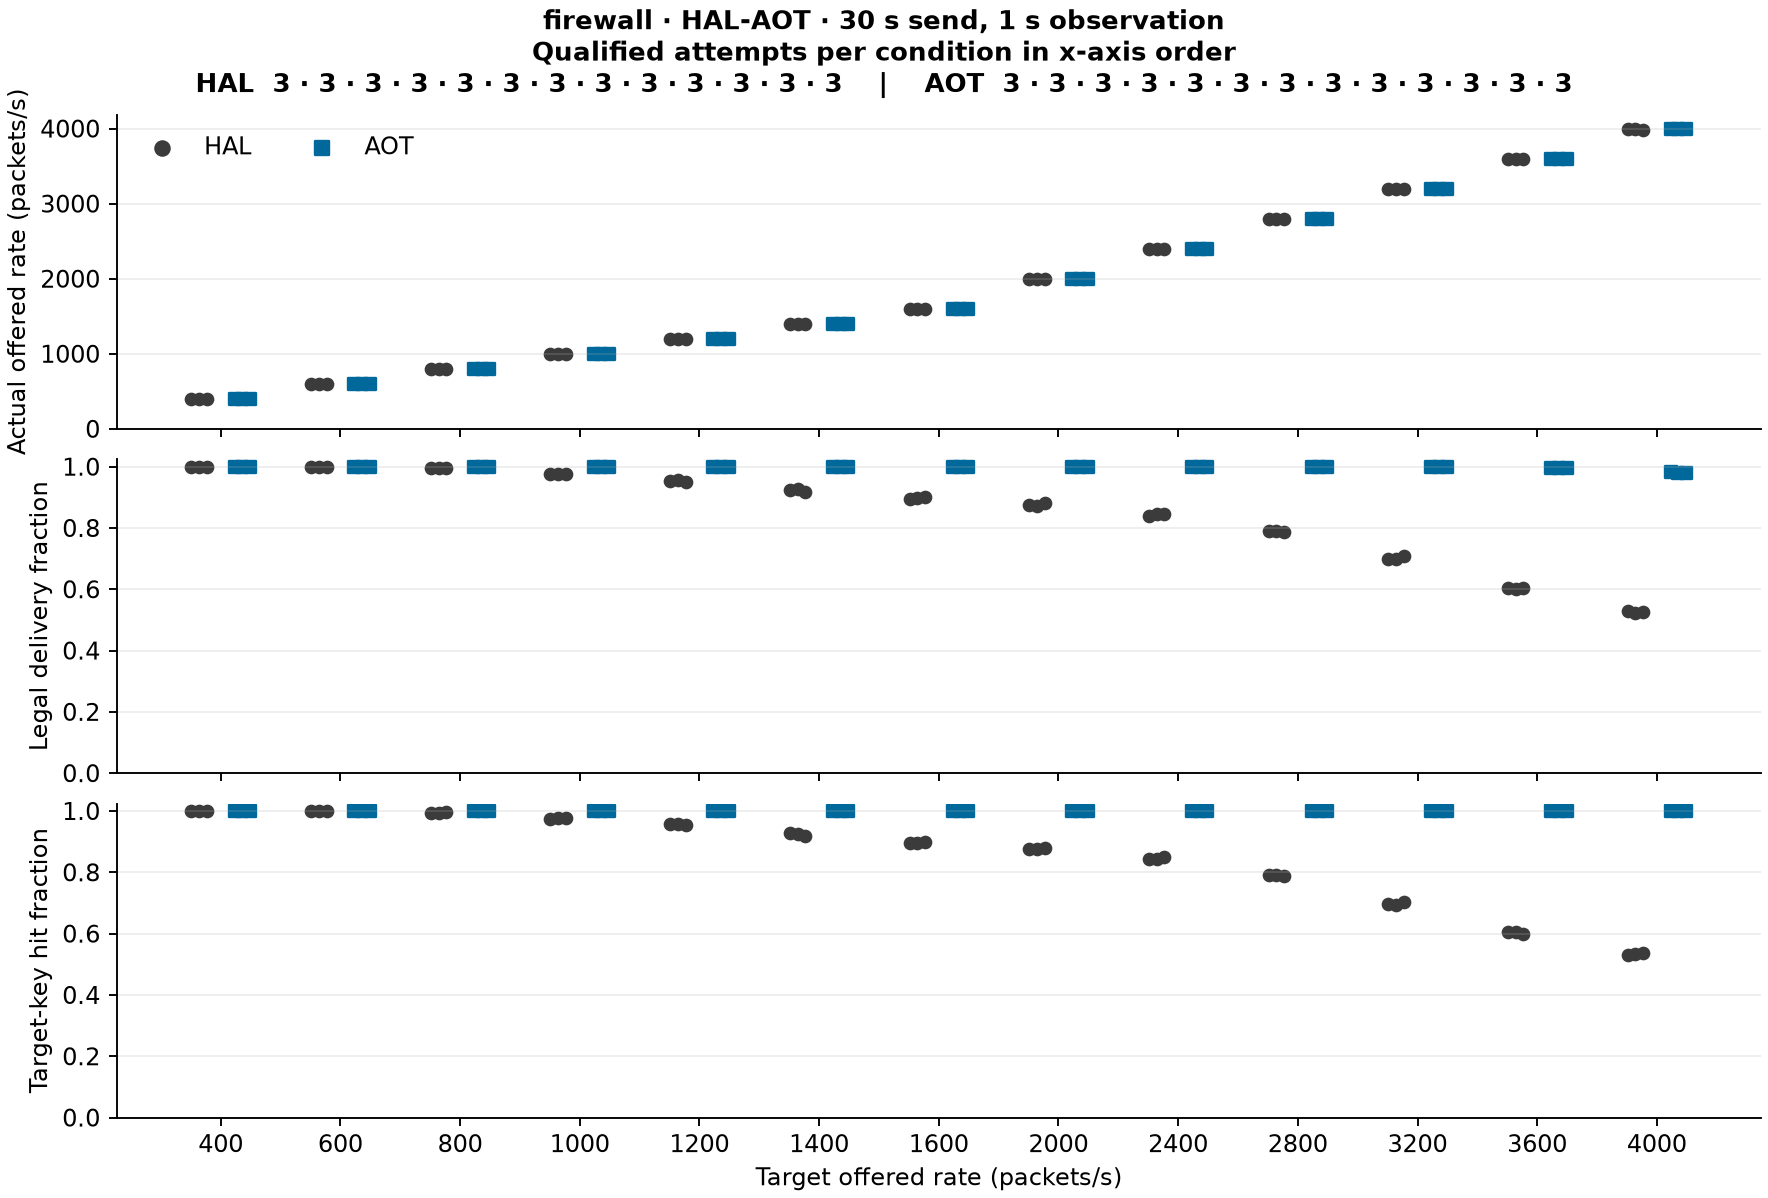 firewall · HAL-AOT · 30 s send, 1 s observation
Qualified attempts per condition in x-axis order
HAL 3 · 3 · 3 · 3 · 3 · 3 · 3 · 3 · 3 · 3 · 3 · 3 · 3 | AOT 3 · 3 · 3 · 3 · 3 · 3 · 3 · 3 · 3 · 3 · 3 · 3 · 3
Actual offered rate (packets/s)
4000
3000
2000
1000
0
HAL
AOT
Legal delivery fraction
1.0
0.8
0.6
0.4
0.2
0.0
Target-key hit fraction
1.0
0.8
0.6
0.4
0.2
0.0
400 600 800 1000 1200 1400 1600 2000 2400 2800 3200 3600 4000
Target offered rate (packets/s)